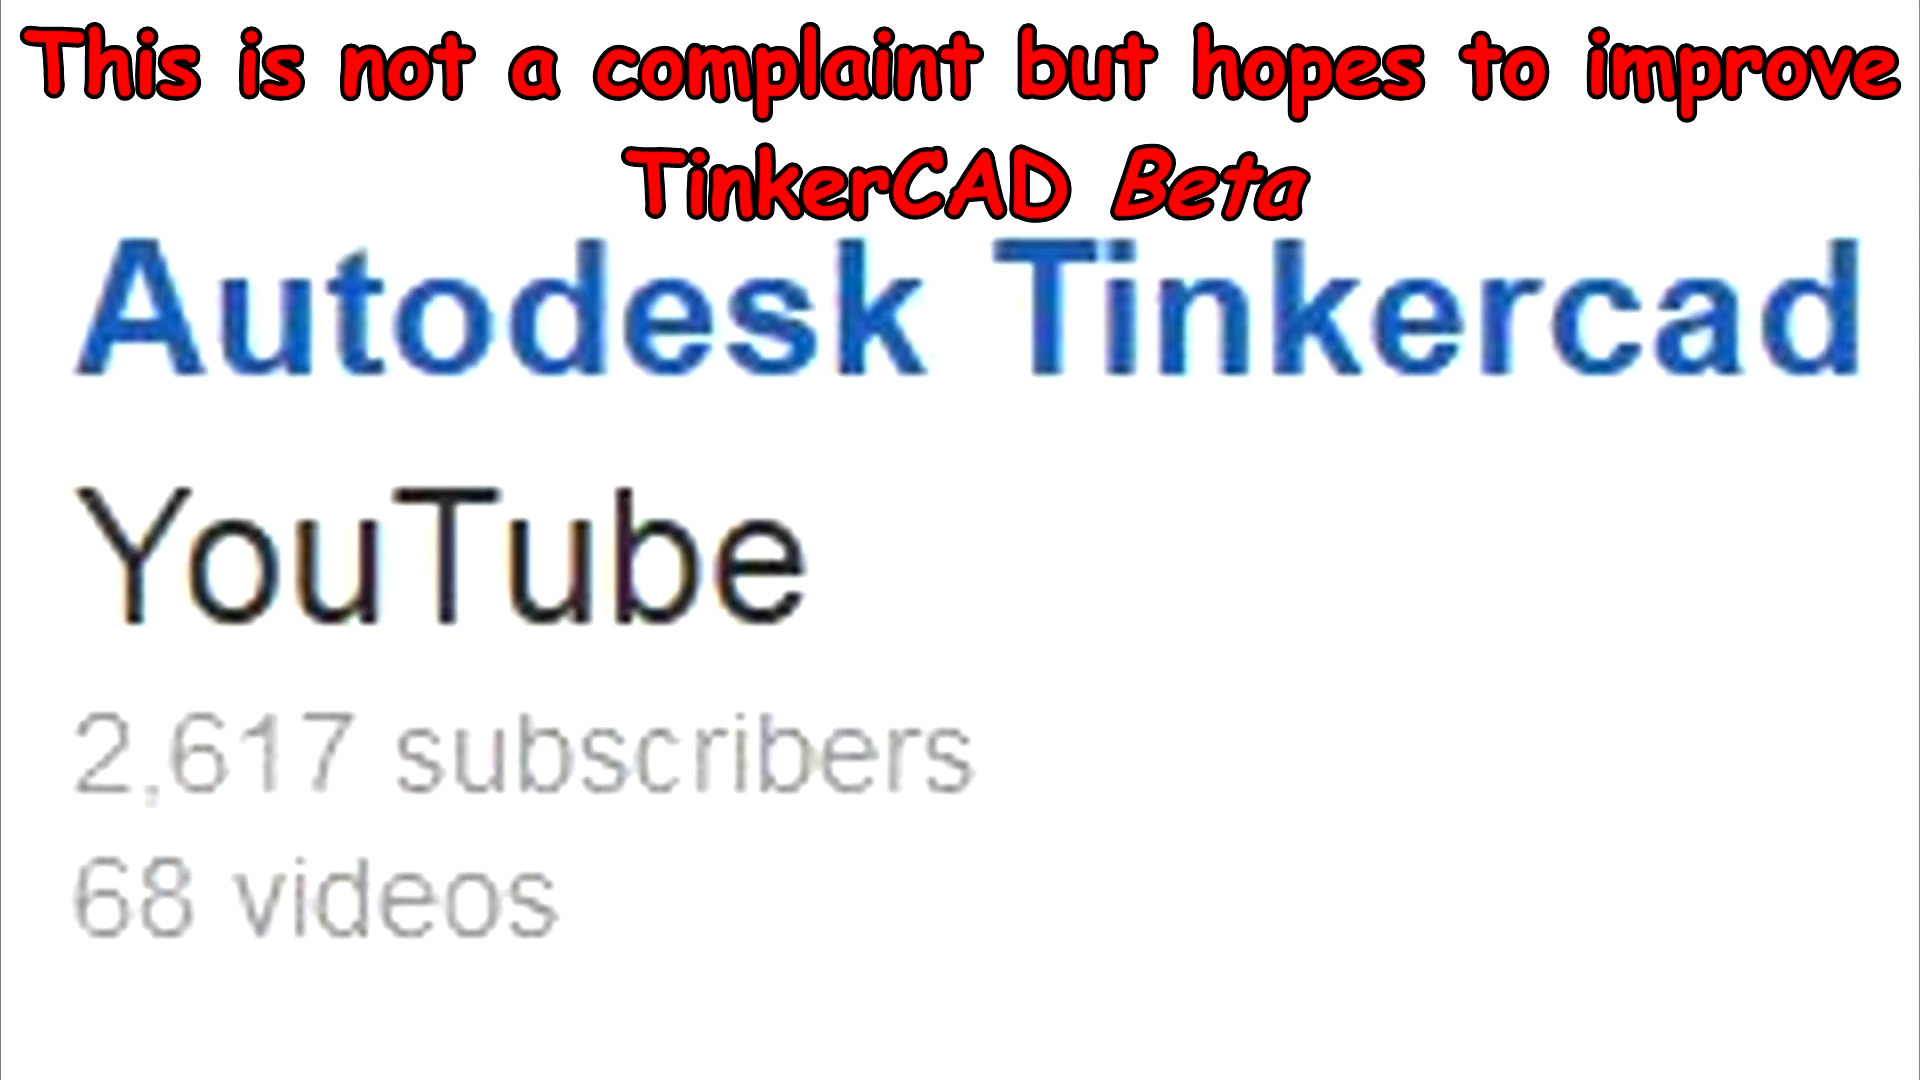 This is not a complaint but hopes to improve
TinkerCAD Beta
Autodesk Tinkercad
YouTube
2,617 subscribers
68 videos